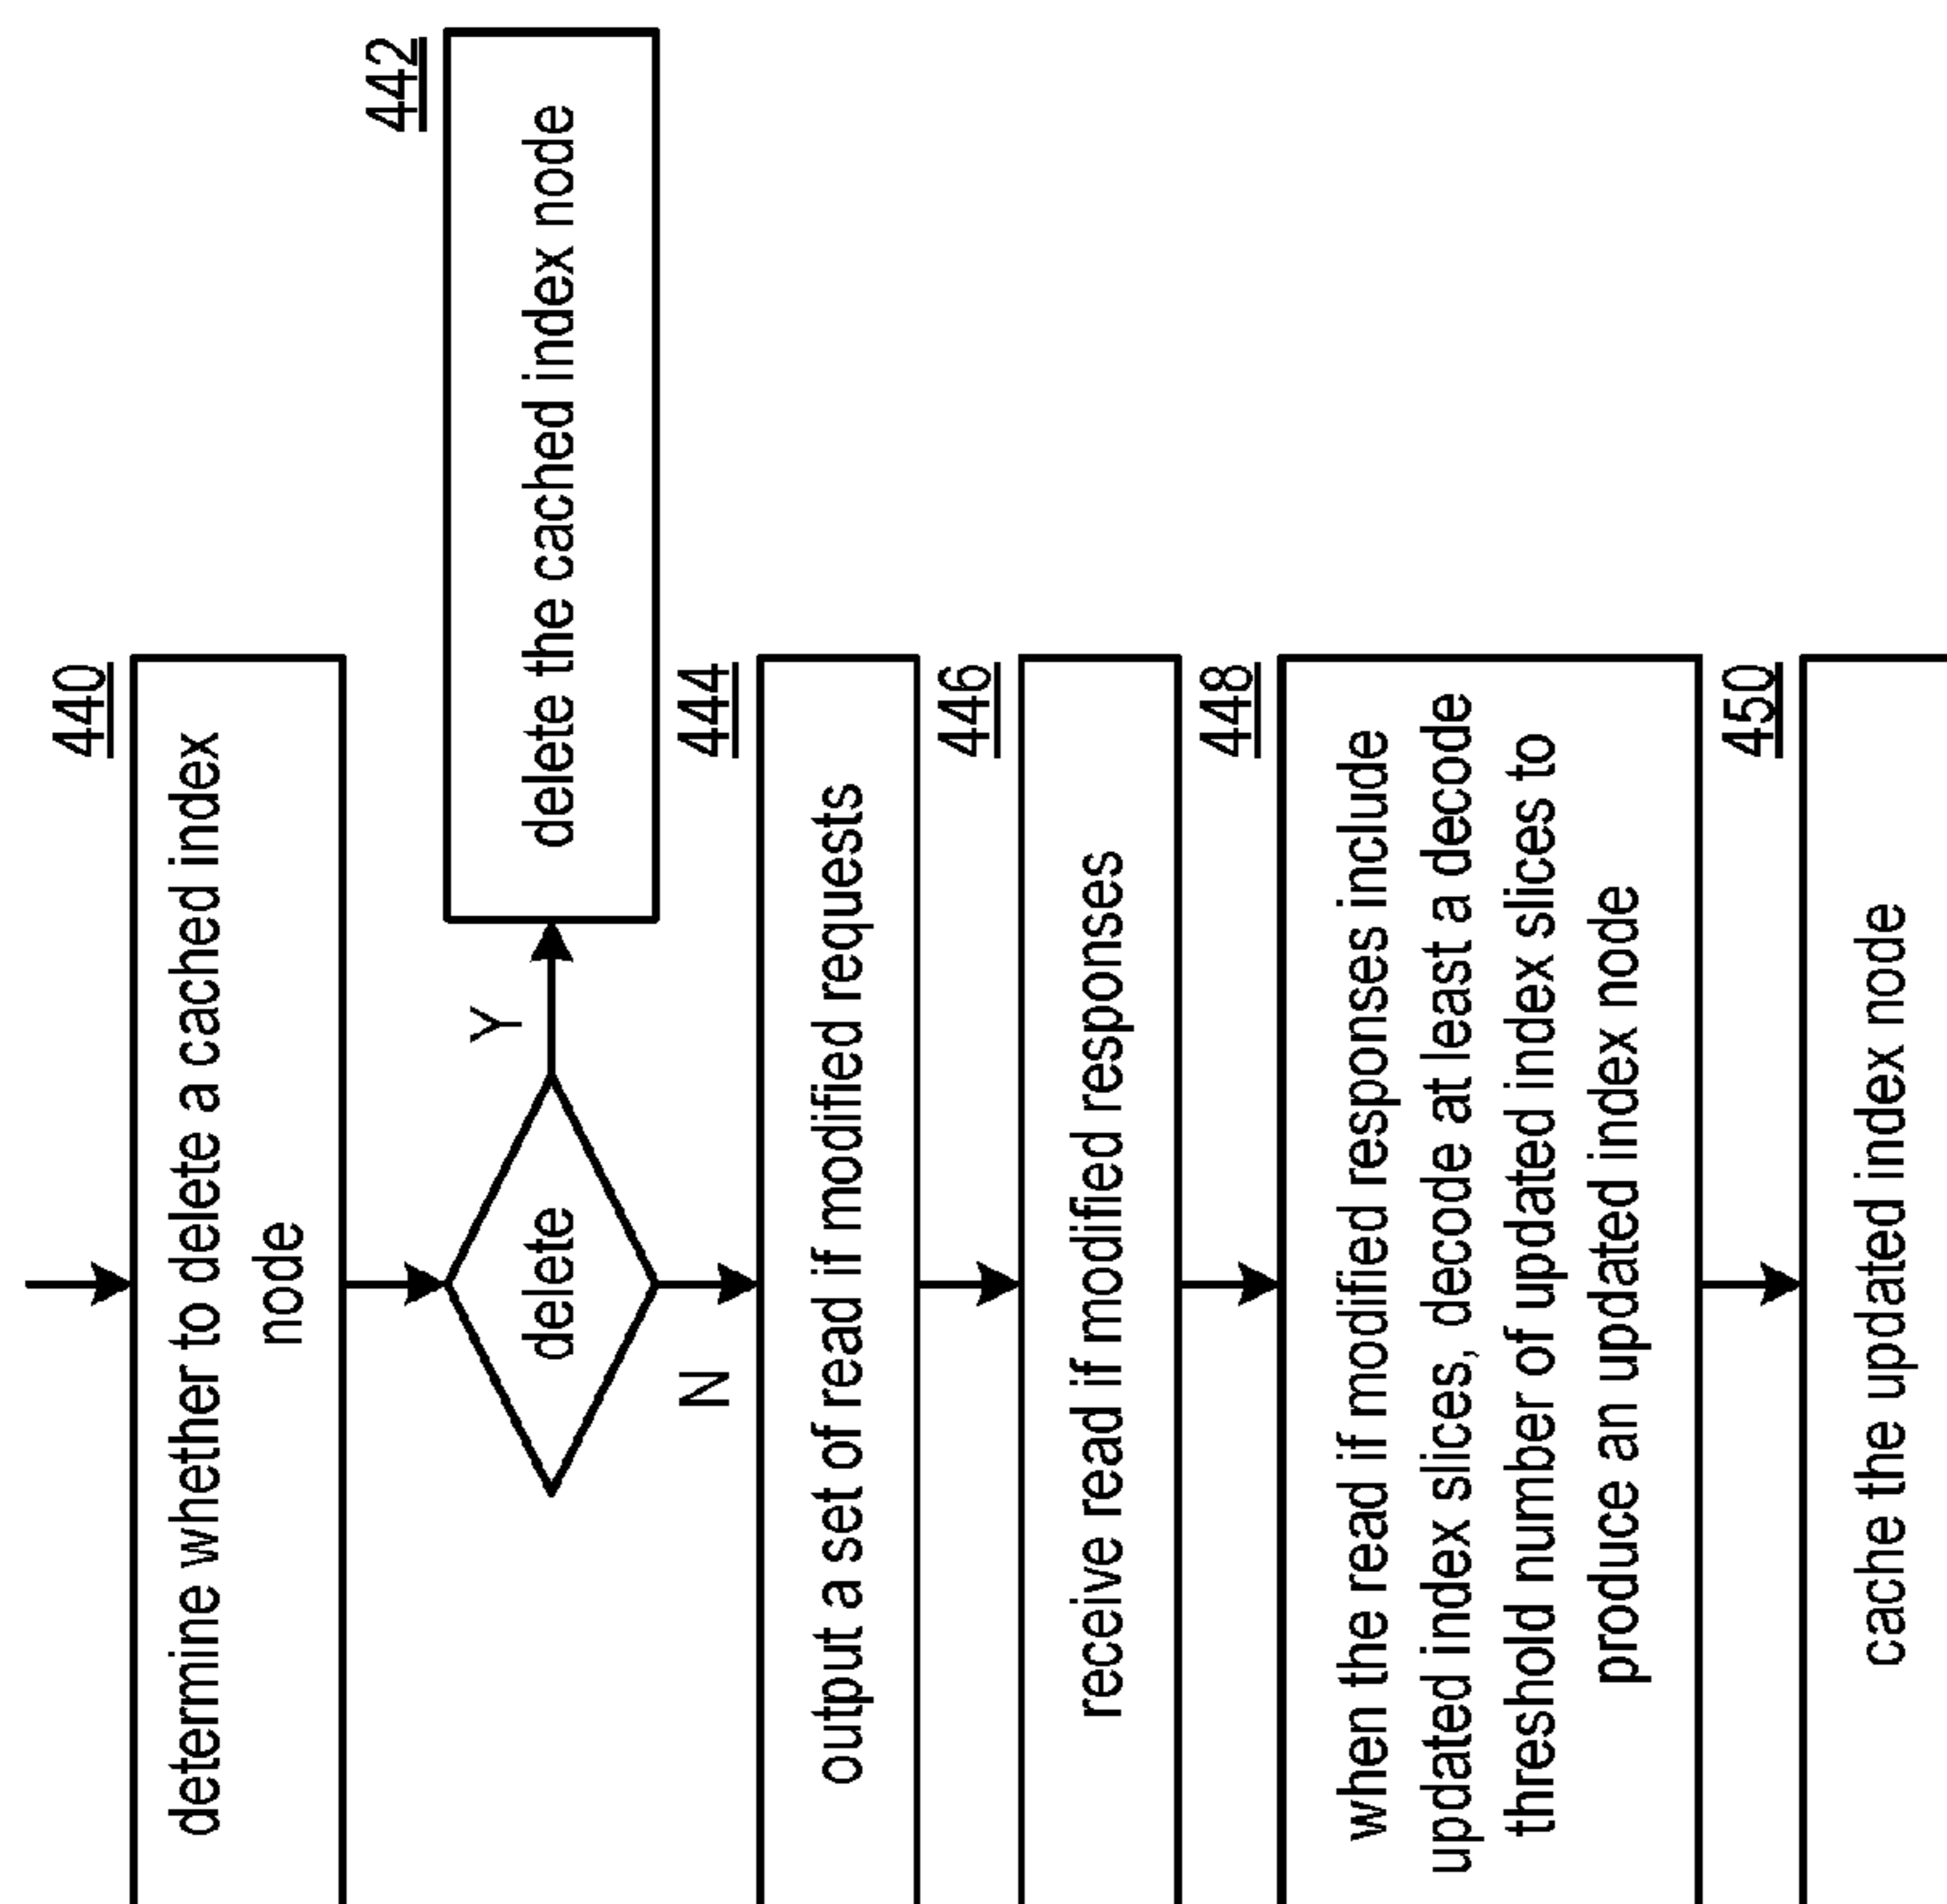 440
determine whether to delete a cached index
node
delete
Y
442
delete the cached index node
N
444
output a set of read if modified requests
446
receive read if modified responses
448
when the read if modified responses include
updated index slices, decode at least a decode
threshold number of updated index slices to
produce an updated index node
450
cache the updated index node